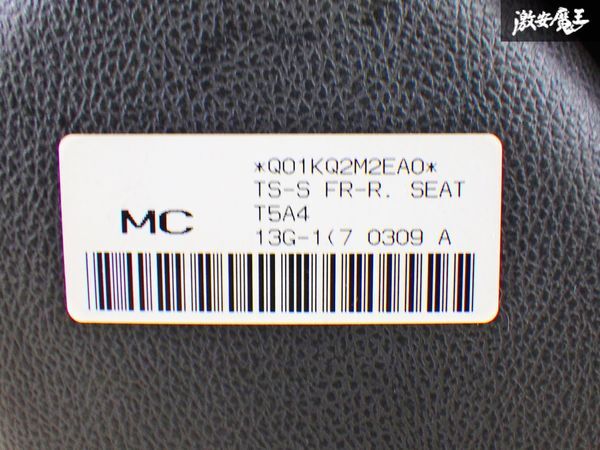 激安魔王
*Q01KQ2M2EA0*
TS-S FR-R. SEAT
MC
T5A4
13G-1(7 0309 A